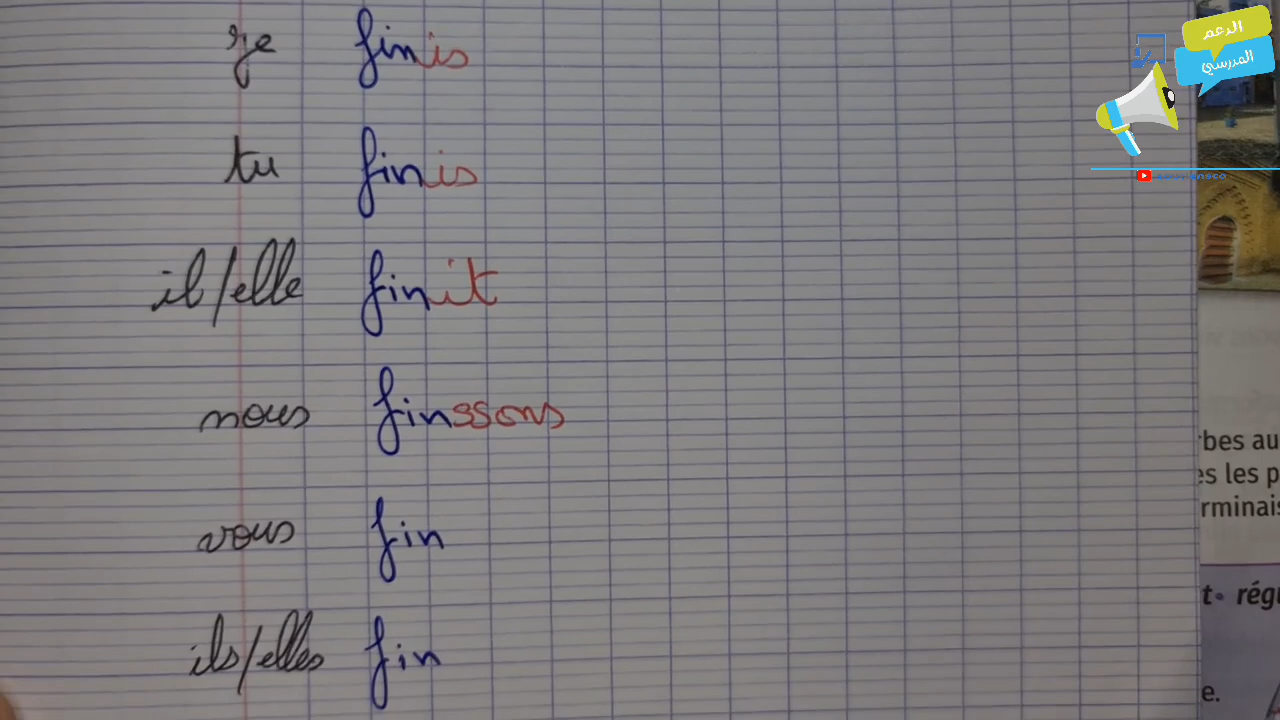 je finis
tu finis
il/elle finit
nous finssons
vous fin
ils/elles fin
الدعم
المدرسي
bes au
es les p
rminais
t• régu
e.